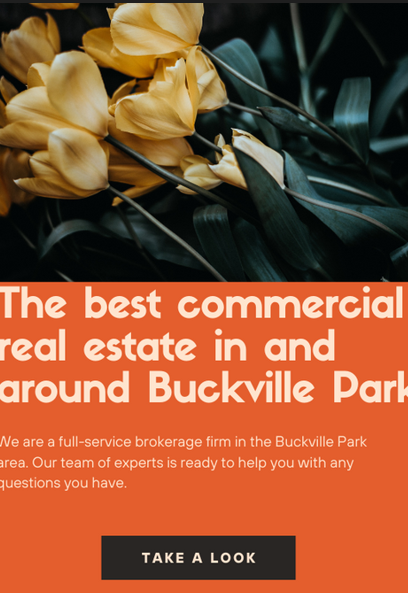 The best commercial
real estate in and
around Buckville Park
We are a full-service brokerage firm in the Buckville Park
area. Our team of experts is ready to help you with any
questions you have.
TAKE A LOOK